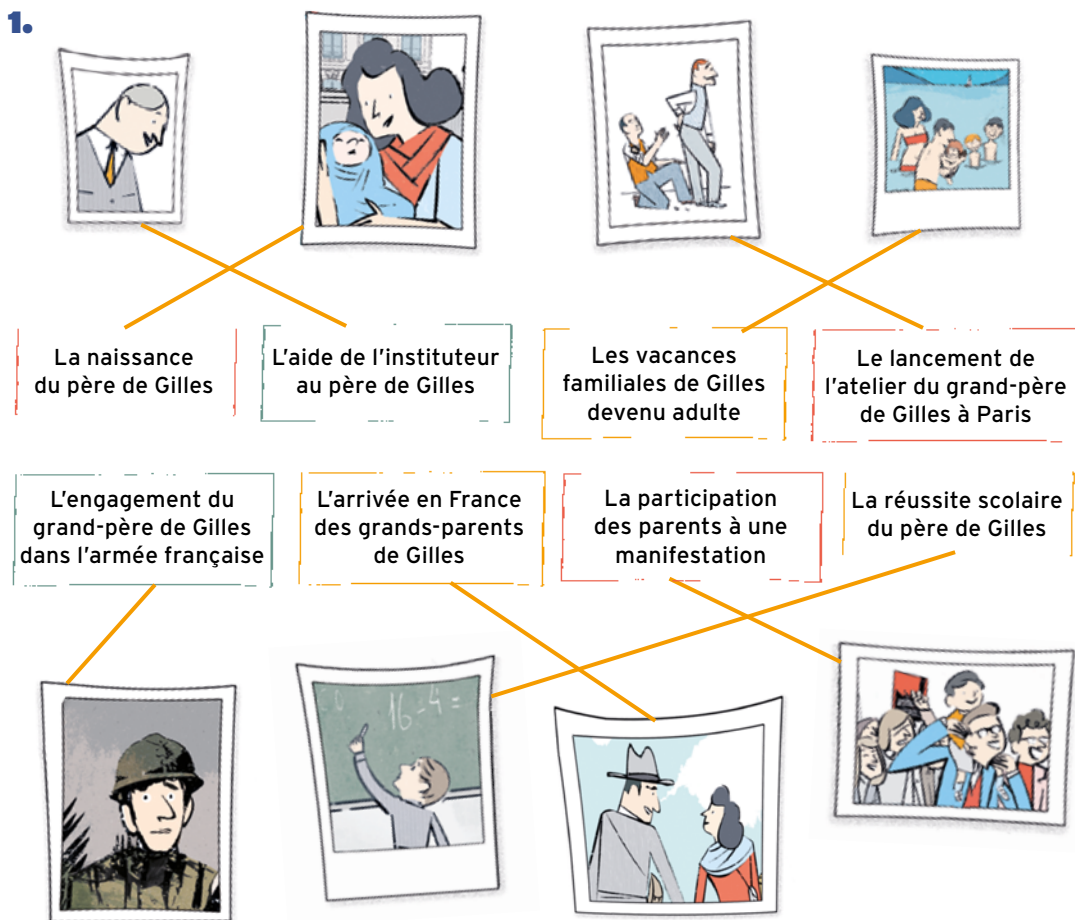 1.
La naissance
du père de Gilles
L'aide de l'instituteur
au père de Gilles
Les vacances
familiales de Gilles
devenu adulte
Le lancement de
l'atelier du grand-père
de Gilles à Paris
L'engagement du
grand-père de Gilles
dans l'armée française
L'arrivée en France
des grands-parents
de Gilles
La participation
des parents à une
manifestation
La réussite scolaire
du père de Gilles
16-4=